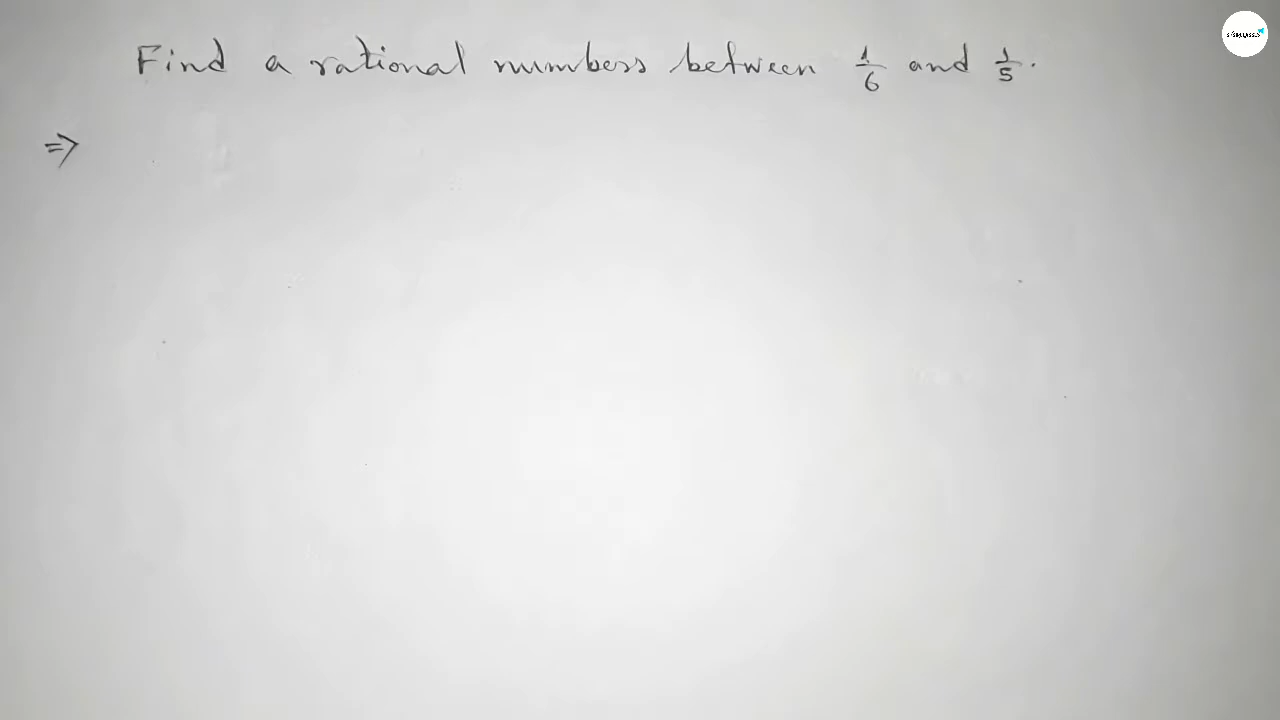 Find a rational numbers between 1/6 and 1/5.
⇒